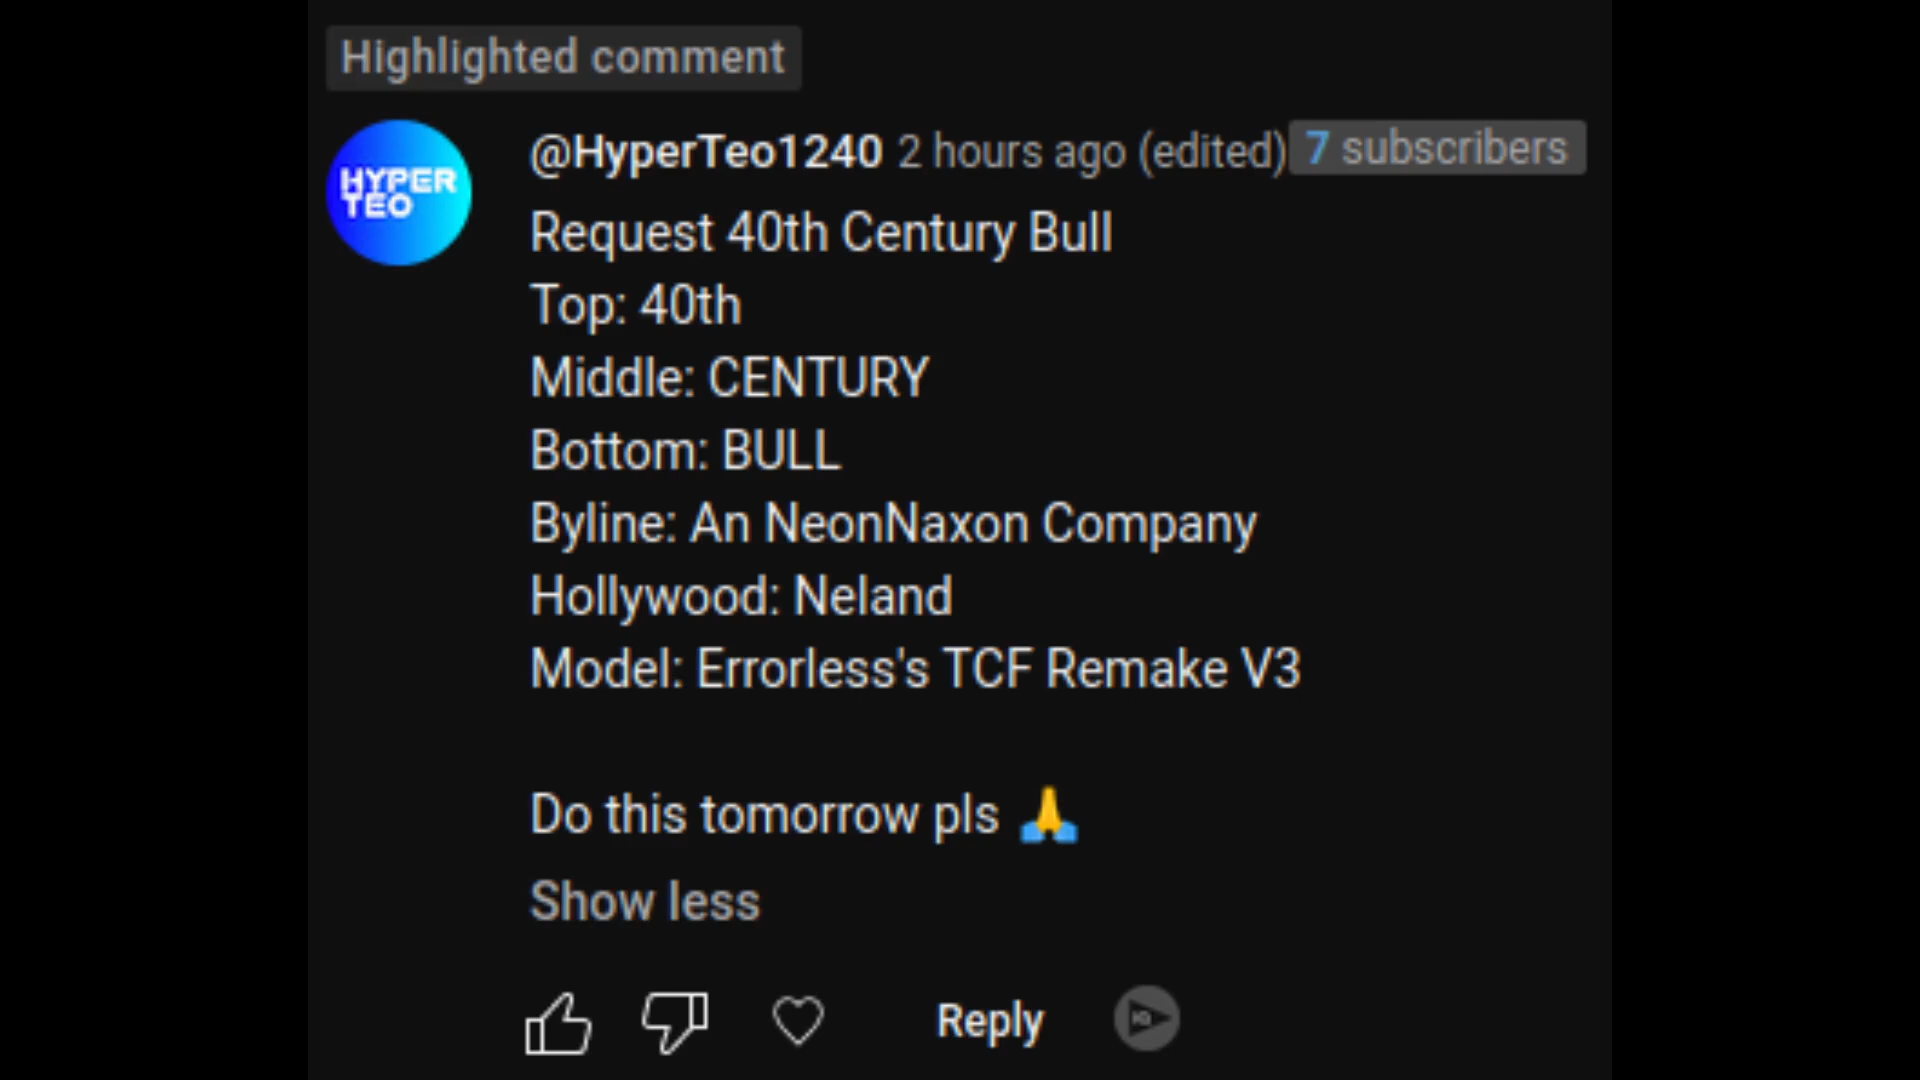 Highlighted comment
HYPER
TEO
@HyperTeo1240 2 hours ago (edited) 7 subscribers
Request 40th Century Bull
Top: 40th
Middle: CENTURY
Bottom: BULL
Byline: An NeonNaxon Company
Hollywood: Neland
Model: Errorless's TCF Remake V3
Do this tomorrow pls 🙏
Show less
Reply